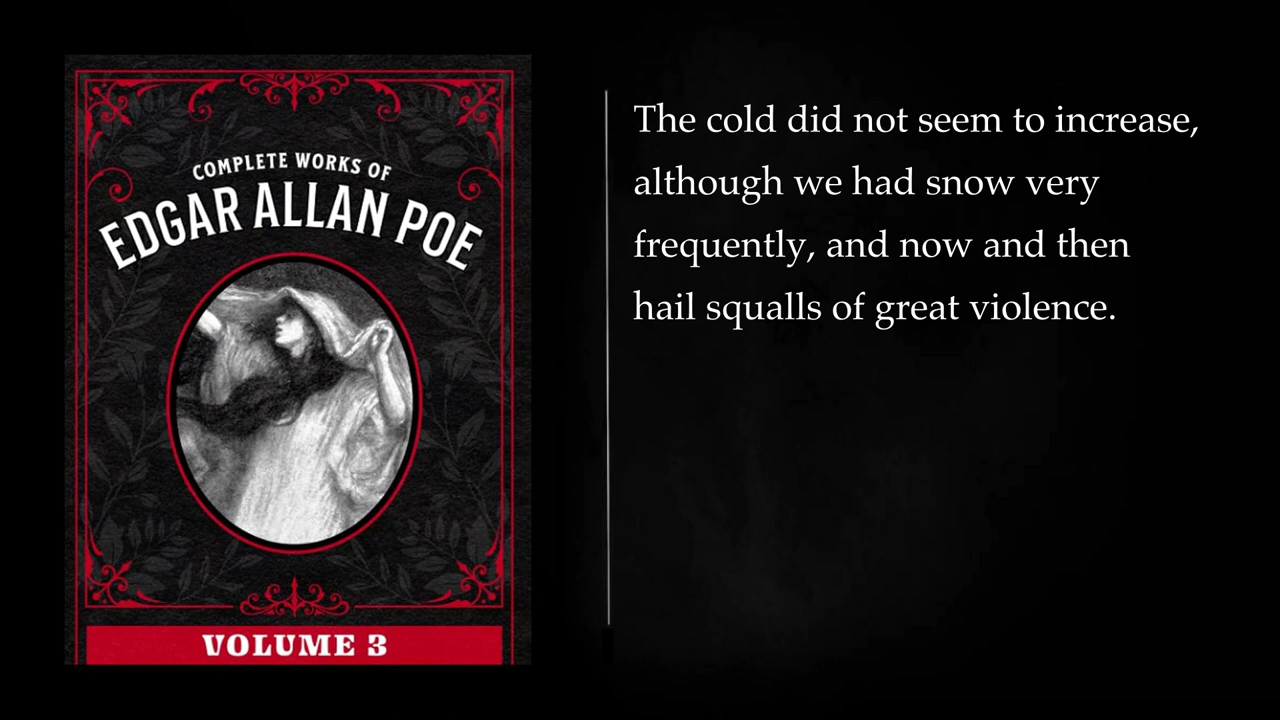 COMPLETE WORKS OF
EDGAR ALLAN POE
VOLUME 3
The cold did not seem to increase,
although we had snow very
frequently, and now and then
hail squalls of great violence.